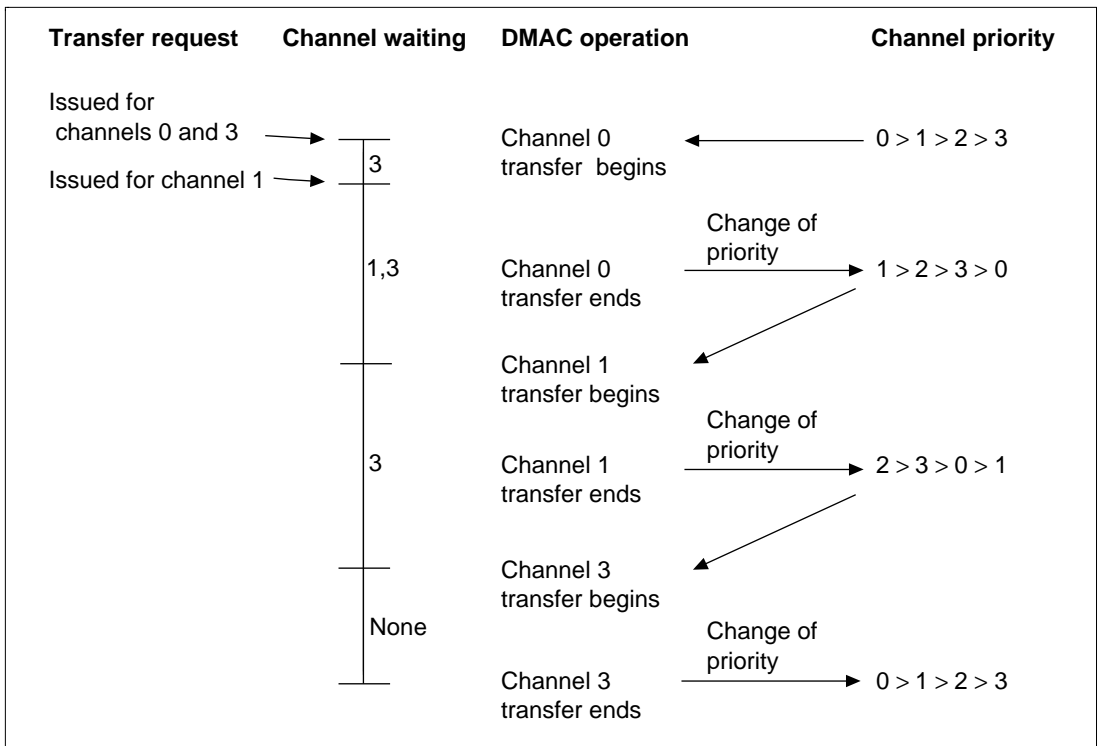 Transfer request Channel waiting DMAC operation Channel priority
Issued for
channels 0 and 3
Channel 0
transfer begins
0 > 1 > 2 > 3
3
Issued for channel 1
Change of
priority
1,3
Channel 0
transfer ends
1 > 2 > 3 > 0
Channel 1
transfer begins
Change of
priority
3
Channel 1
transfer ends
2 > 3 > 0 > 1
Channel 3
transfer begins
None
Change of
priority
Channel 3
transfer ends
0 > 1 > 2 > 3